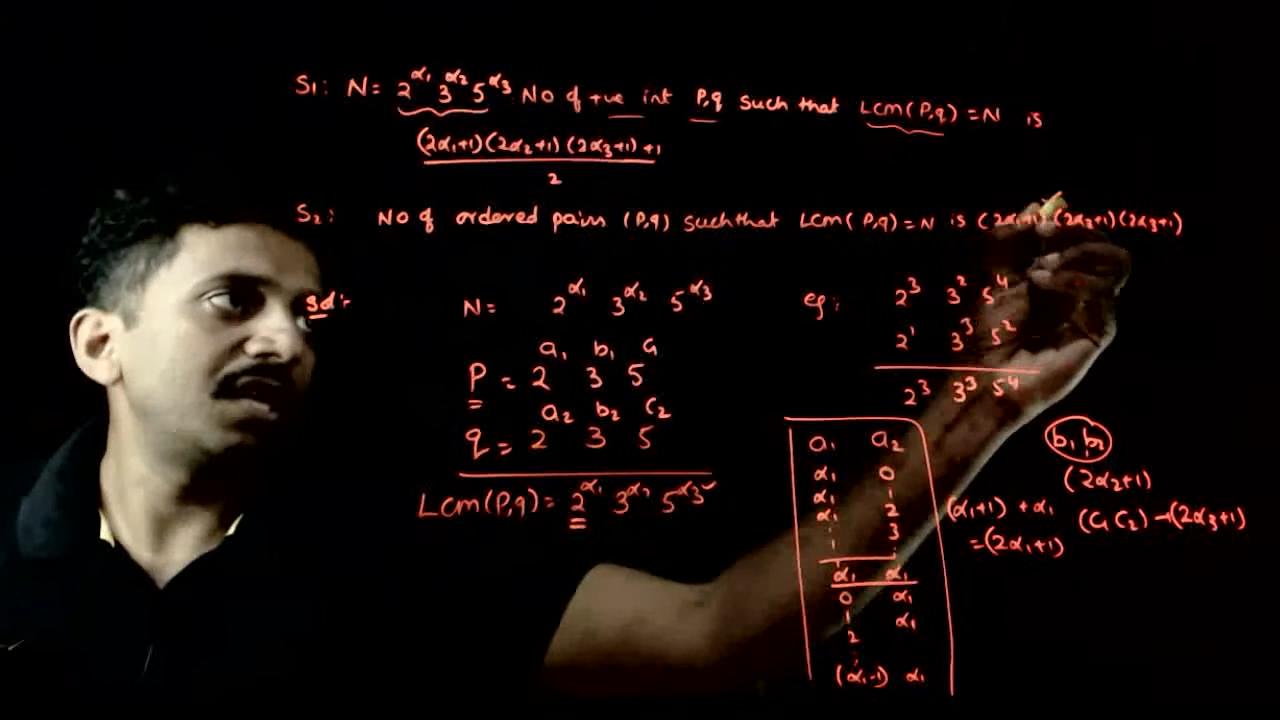 S1: N= 2^α1 3^α2 5^α3 No of +ve int P,q such that Lcm(P,q) = N is
(2α1+1)(2α2+1)(2α3+1)+1
2
S2: No of ordered pairs (P,q) such that Lcm(P,q)=N is (2α1+1)(2α2+1)(2α3+1)
Sol:
N= 2^α1 3^α2 5^α3
P = 2^a1 3^b1 5^c1
q = 2^a2 3^b2 5^c2
Lcm(P,q) = 2^α1 3^α2 5^α3
eg: 2^3 3^2 5^4
2^1 3^3 5^2
2^3 3^3 5^4
a1 a2
α1 0
α1 1
α1 2
⋮ 3
α1 α1
0 α1
1 α1
2
⋮
(α1-1) α1
(α1+1) + α1
=(2α1+1)
b1 b2
(2α2+1)
(c1 c2) → (2α3+1)